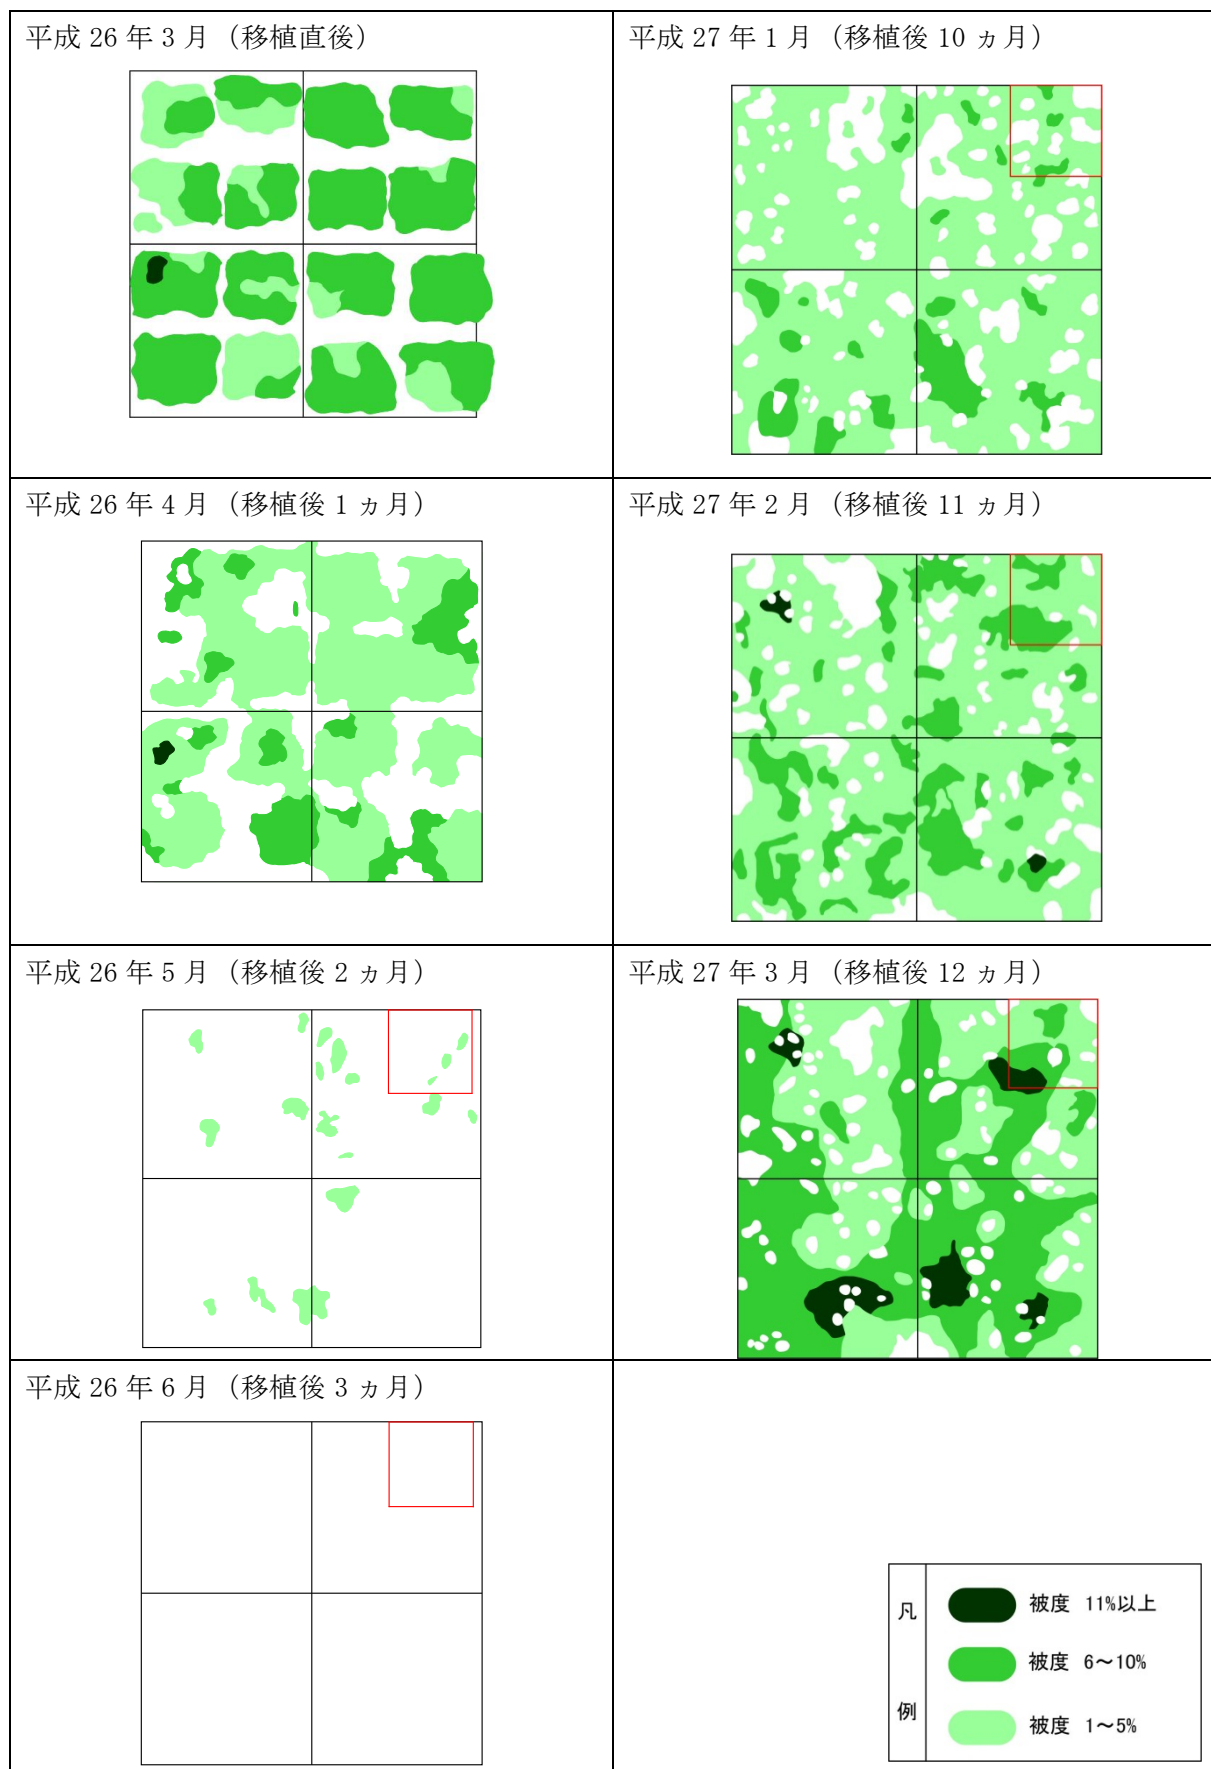 平成 26 年 3 月（移植直後）
平成 27 年 1 月（移植後 10 ヵ月）
平成 26 年 4 月（移植後 1 ヵ月）
平成 27 年 2 月（移植後 11 ヵ月）
平成 26 年 5 月（移植後 2 ヵ月）
平成 27 年 3 月（移植後 12 ヵ月）
平成 26 年 6 月（移植後 3 ヵ月）
凡例
被度 11%以上
被度 6～10%
被度 1～5%